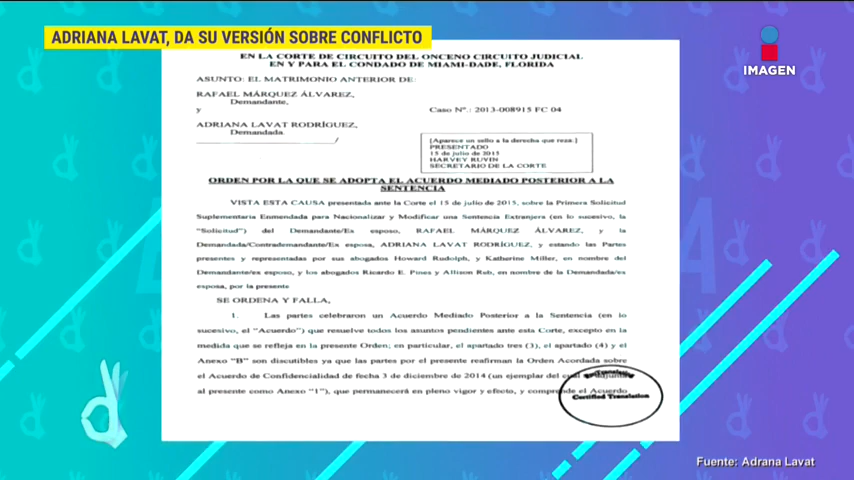 ADRIANA LAVAT, DA SU VERSIÓN SOBRE CONFLICTO
IMAGEN
EN LA CORTE DE CIRCUITO DEL ONCENO CIRCUITO JUDICIAL
EN Y PARA EL CONDADO DE MIAMI-DADE, FLORIDA
ASUNTO: EL MATRIMONIO ANTERIOR DE:
RAFAEL MÁRQUEZ ÁLVAREZ,
Demandante,
y
Caso Nº.: 2013-008915 FC 04
ADRIANA LAVAT RODRÍGUEZ,
Demandada.
/
[Aparece un sello a la derecha que reza:]
PRESENTADO
15 de julio de 2015
HARVEY RUVIN
SECRETARIO DE LA CORTE
ORDEN POR LA QUE SE ADOPTA EL ACUERDO MEDIADO POSTERIOR A LA
SENTENCIA
VISTA ESTA CAUSA presentada ante la Corte el 15 de julio de 2015, sobre la Primera Solicitud
Suplementaria Enmendada para Nacionalizar y Modificar una Sentencia Extranjera (en lo sucesivo, la
"Solicitud") del Demandante/Ex esposo, RAFAEL MÁRQUEZ ÁLVAREZ, y la
Demandada/Contrademandante/Ex esposa, ADRIANA LAVAT RODRÍGUEZ, y estando las Partes
presentes y representadas por sus abogados Howard Rudolph, y Katherine Miller, en nombre del
Demandante/ex esposo, y los abogados Ricardo E. Pines y Allison Rab, en nombre de la Demandada/ex
esposa, por la presente
SE ORDENA Y FALLA,
1. Las partes celebraron un Acuerdo Mediado Posterior a la Sentencia (en lo
sucesivo, el "Acuerdo") que resuelve todos los asuntos pendientes ante esta Corte, excepto en la
medida que se refleja en la presente Orden; en particular, el apartado tres (3), el apartado (4) y el
Anexo "B" son discutibles ya que las partes por el presente reafirman la Orden Acordada sobre
el Acuerdo de Confidencialidad de fecha 3 de diciembre de 2014 (un ejemplar del cual se adjunta
al presente como Anexo "1"), que permanecerá en pleno vigor y efecto, y comprende el Acuerdo
Certified Translation
Fuente: Adrana Lavat